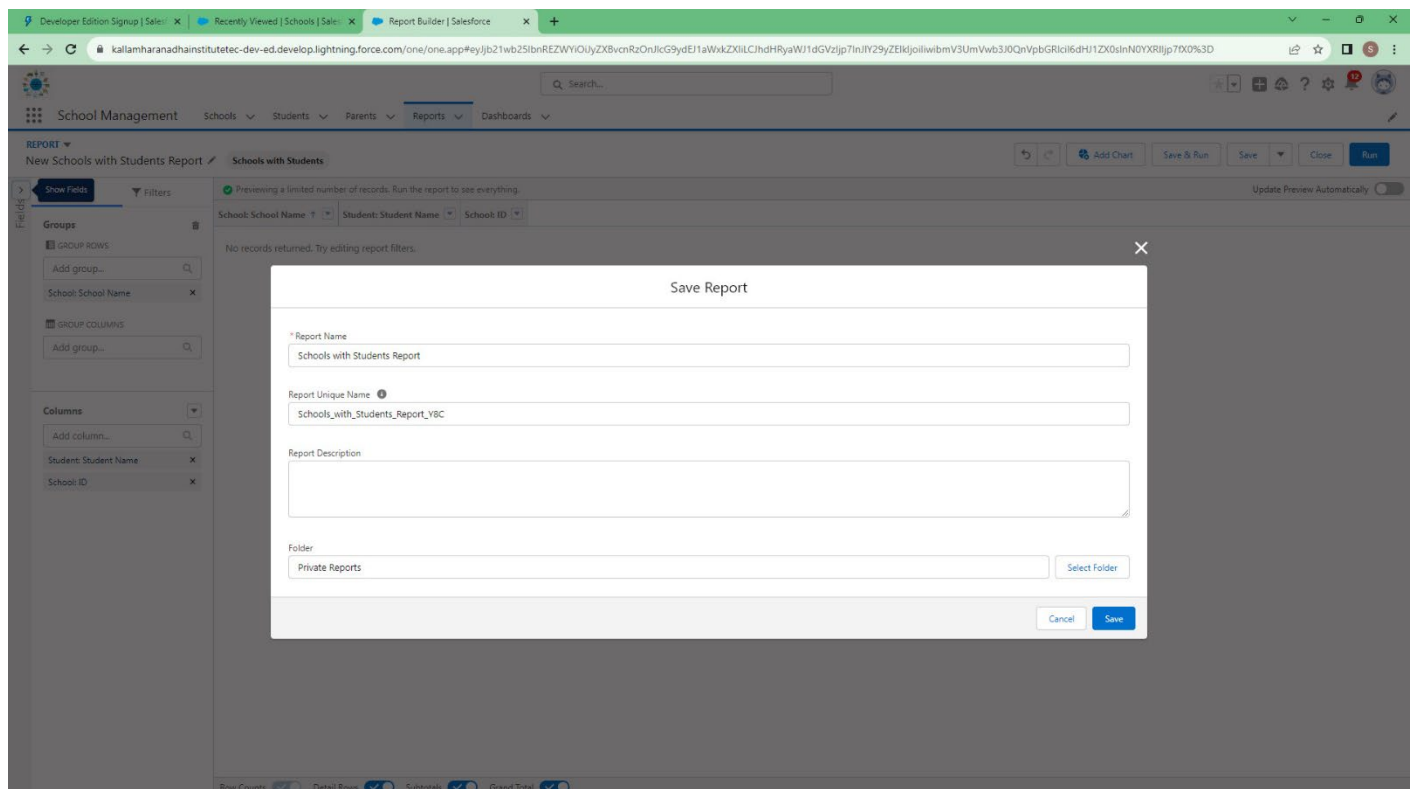 Developer Edition Signup | Salesf
Recently Viewed | Schools | Sales
Report Builder | Salesforce
Search...
12
School Management Schools Students Parents Reports Dashboards
REPORT
New Schools with Students Report Schools with Students
Add Chart Save & Run Save Close Run
Fields
Show Fields Filters
Previewing a limited number of records. Run the report to see everything.
Update Preview Automatically
Groups
School: School Name Student: Student Name School: ID
GROUP ROWS
No records returned. Try editing report filters.
Add group...
School: School Name
GROUP COLUMNS
Add group...
Columns
Add column...
Student: Student Name
School: ID
Save Report
* Report Name
Schools with Students Report
Report Unique Name
Schools_with_Students_Report_Y8C
Report Description
Folder
Private Reports
Select Folder
Cancel Save
Row Counts Detail Rows Subtotals Grand Total